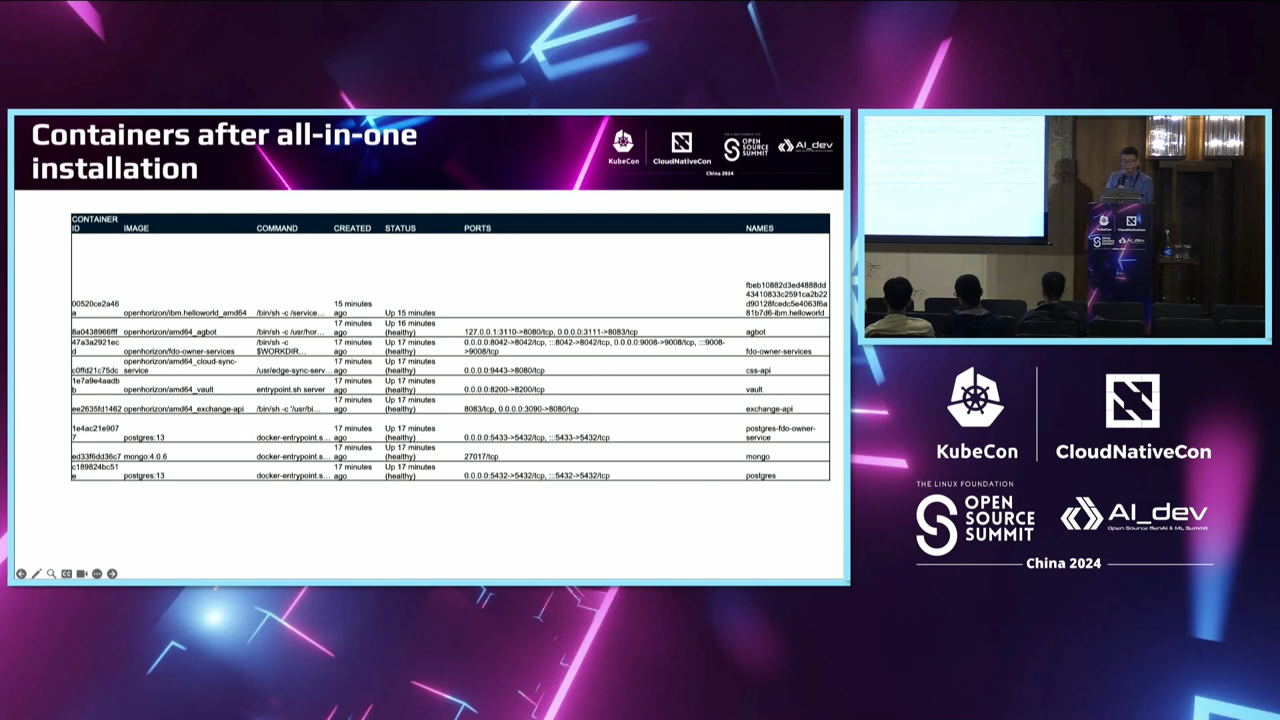 Containers after all-in-one
installation
KubeCon
CloudNativeCon
THE LINUX FOUNDATION
OPEN
SOURCE
SUMMIT
AI_dev
China 2024
CONTAINER
ID IMAGE COMMAND CREATED STATUS PORTS NAMES
fbeb10882d3ed4888dd
43410833c2591ca2b22
d90128fcedc5e4063f6a
00520ce2a46 15 minutes 81b7d6-ibm.helloworld
a openhorizon/ibm.helloworld_amd64 /bin/sh -c /service... ago Up 15 minutes
17 minutes Up 16 minutes
8a0438966fff openhorizon/amd64_agbot /bin/sh -c /usr/hor... ago (healthy) 127.0.0.1:3110->8080/tcp, 0.0.0.0:3111->8083/tcp agbot
47a3a2921ec /bin/sh -c 17 minutes Up 17 minutes 0.0.0.0:8042->8042/tcp, :::8042->8042/tcp, 0.0.0.0:9008->9008/tcp, :::9008-
d openhorizon/fdo-owner-services $WORKDIR... ago (healthy) >9008/tcp fdo-owner-services
openhorizon/amd64_cloud-sync- 17 minutes Up 17 minutes
c0ffd21c75dc service /usr/edge-sync-serv... ago (healthy) 0.0.0.0:9443->8080/tcp css-api
1e7a9e4aadb 17 minutes Up 17 minutes
b openhorizon/amd64_vault entrypoint.sh server ago (healthy) 0.0.0.0:8200->8200/tcp vault
17 minutes Up 17 minutes
ee2635fd1462 openhorizon/amd64_exchange-api /bin/sh -c '/usr/bi... ago (healthy) 8083/tcp, 0.0.0.0:3090->8080/tcp exchange-api
1e4ac21e907 17 minutes Up 17 minutes postgres-fdo-owner-
7 postgres:13 docker-entrypoint.s... ago (healthy) 0.0.0.0:5433->5432/tcp, :::5433->5432/tcp service
17 minutes Up 17 minutes
ed33f6dd36c7 mongo:4.0.6 docker-entrypoint.s... ago (healthy) 27017/tcp mongo
c189824bc51 17 minutes Up 17 minutes
e postgres:13 docker-entrypoint.s... ago (healthy) 0.0.0.0:5432->5432/tcp, :::5432->5432/tcp postgres
KubeCon
CloudNativeCon
THE LINUX FOUNDATION
OPEN
SOURCE
SUMMIT
AI_dev
Open Source GenAI & ML Summit
China 2024